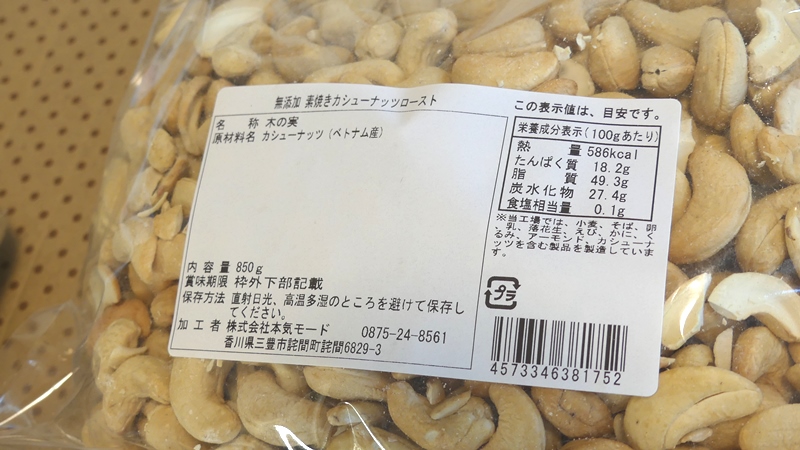 無添加 素焼きカシューナッツロースト
名 称 木の実
原材料名 カシューナッツ（ベトナム産）
内 容 量 850g
賞味期限 枠外下部記載
保存方法 直射日光、高温多湿のところを避けて保存し
てください。
加 工 者 株式会社本気モード 0875-24-8561
香川県三豊市詫間町詫間6829-3
この表示値は、目安です。
栄養成分表示(100gあたり)
熱 量 586kcal
たんぱく質 18.2g
脂 質 49.3g
炭水化物 27.4g
食塩相当量 0.1g
※当工場では、小麦、そば、卵
、乳、落花生、えび、かに、く
るみ、アーモンド、カシューナ
ッツを含む製品を製造していま
す。
プラ
4573346381752